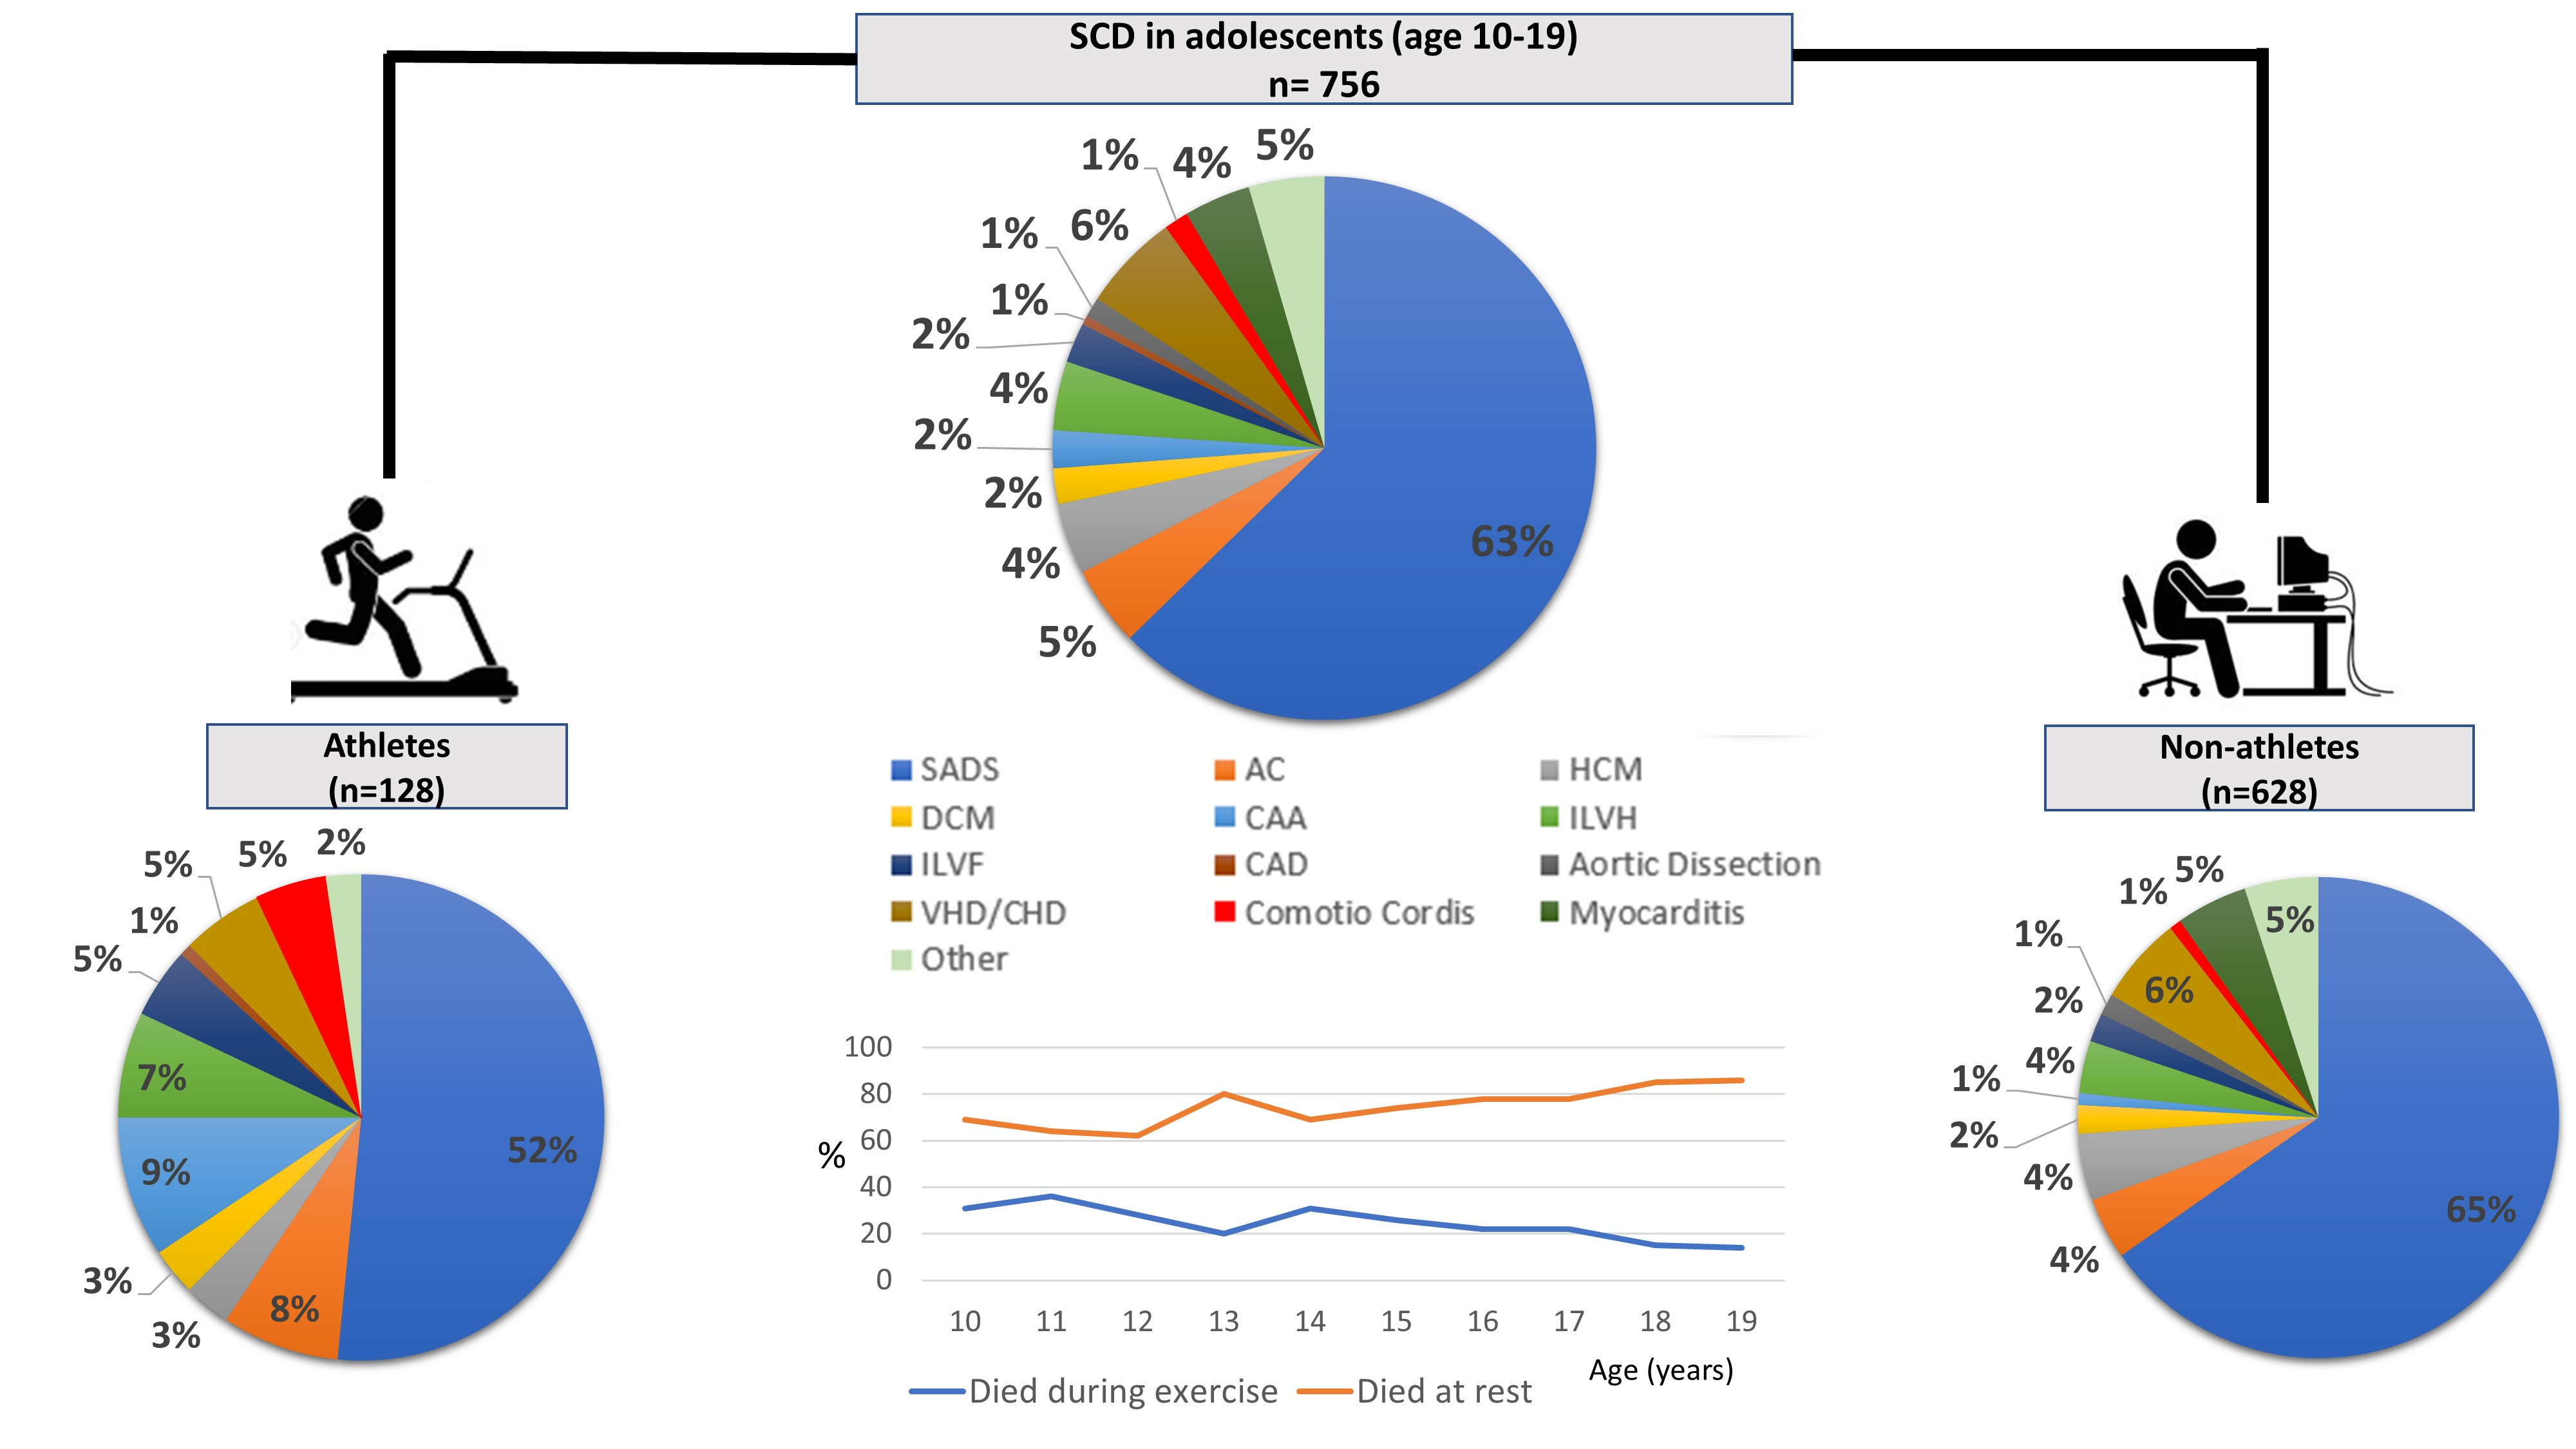 SCD in adolescents (age 10-19)
n= 756
1%
4%
5%
1%
6%
1%
2%
4%
2%
2%
4%
5%
63%
Athletes
(n=128)
Non-athletes
(n=628)
SADS
AC
HCM
DCM
CAA
ILVH
ILVF
CAD
Aortic Dissection
VHD/CHD
Comotio Cordis
Myocarditis
Other
5%
5%
2%
1%
5%
7%
9%
3%
3%
8%
52%
100
80
60
40
20
0
%
10 11 12 13 14 15 16 17 18 19
Age (years)
Died during exercise
Died at rest
5%
1%
5%
1%
6%
2%
4%
1%
2%
4%
4%
65%